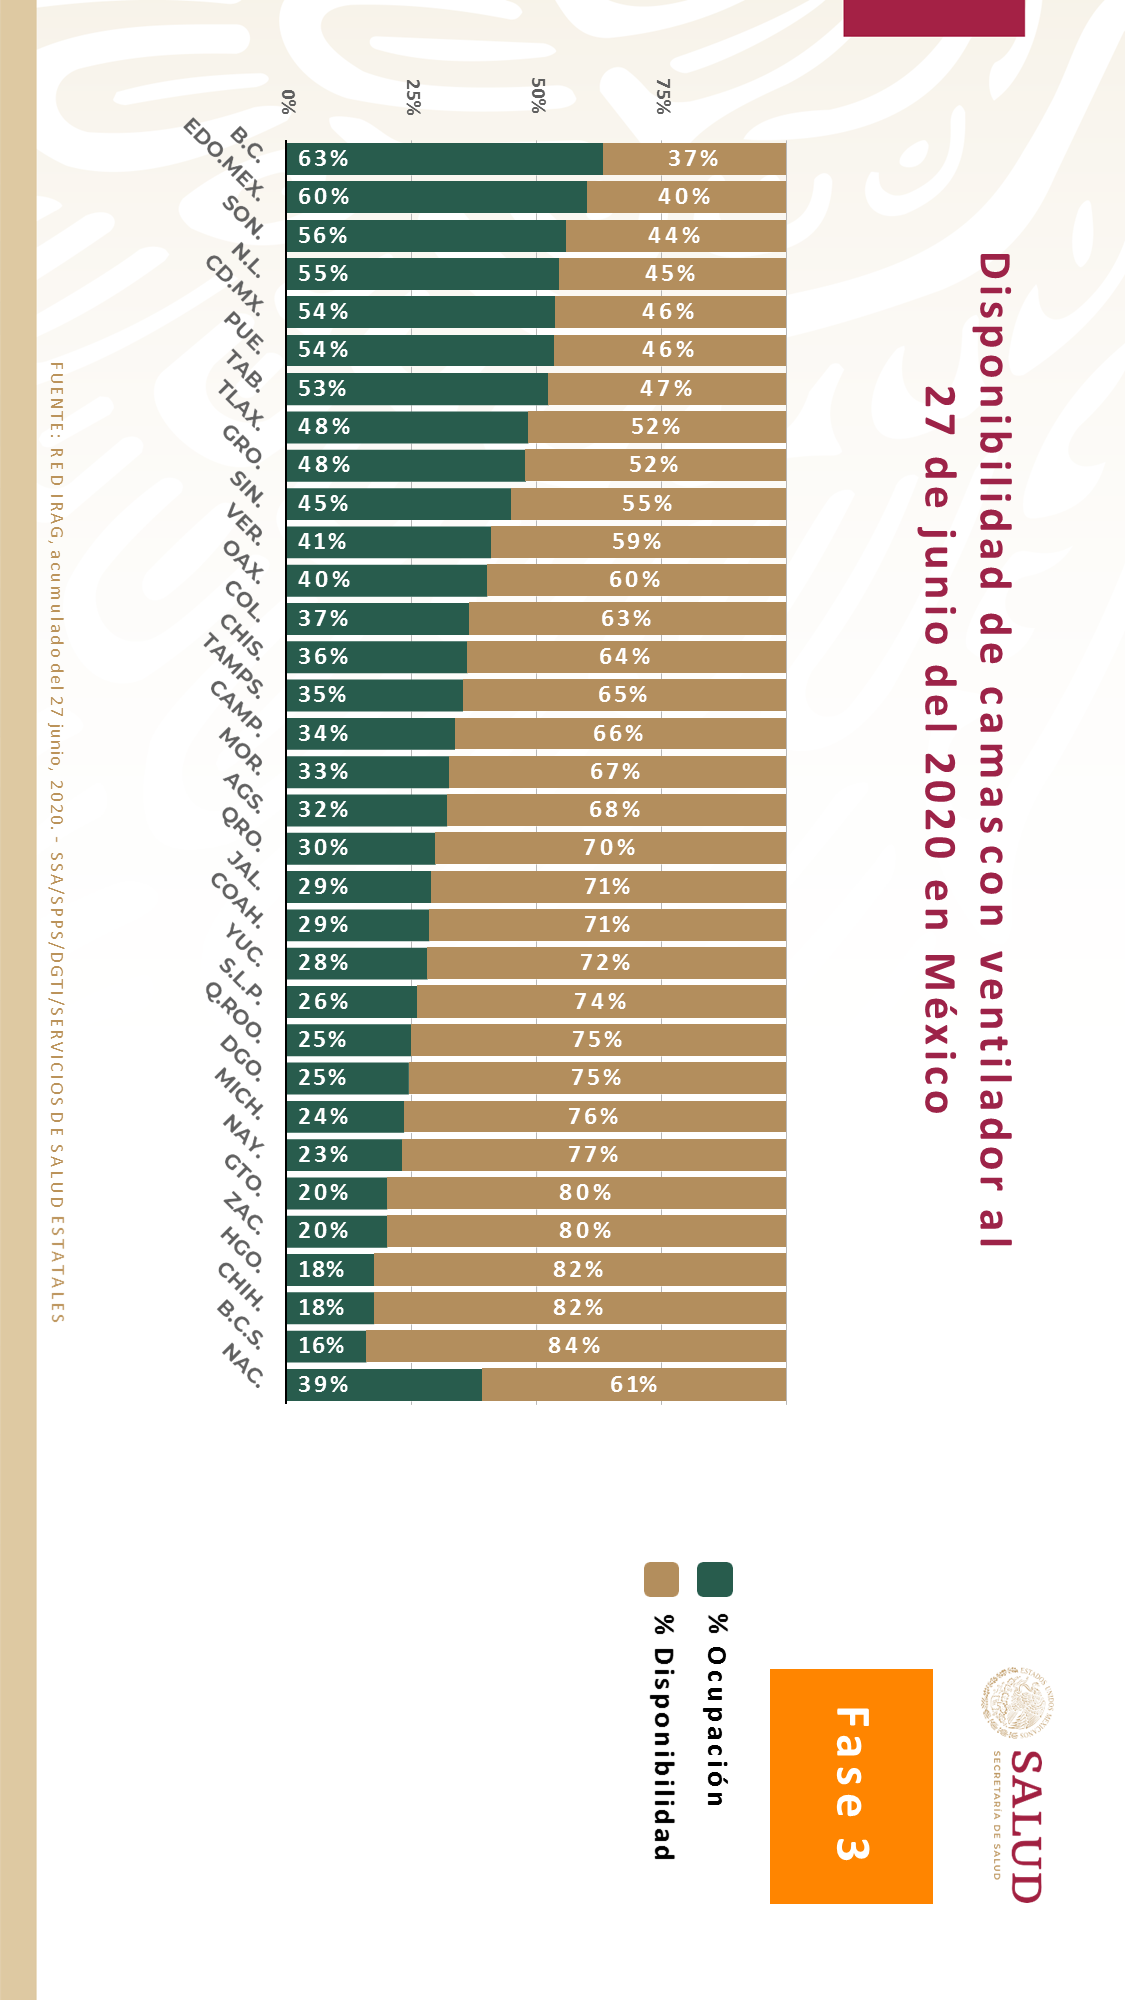 Disponibilidad de camas con ventilador al
27 de junio del 2020 en México
SALUD
SECRETARÍA DE SALUD
ESTADOS UNIDOS MEXICANOS
Fase 3
% Ocupación
% Disponibilidad
0%
25%
50%
75%
B.C. 63% 37%
EDO.MEX. 60% 40%
SON. 56% 44%
N.L. 55% 45%
CD.MX. 54% 46%
PUE. 54% 46%
TAB. 53% 47%
TLAX. 48% 52%
GRO. 48% 52%
SIN. 45% 55%
VER. 41% 59%
OAX. 40% 60%
COL. 37% 63%
CHIS. 36% 64%
TAMPS. 35% 65%
CAMP. 34% 66%
MOR. 33% 67%
AGS. 32% 68%
QRO. 30% 70%
JAL. 29% 71%
COAH. 29% 71%
YUC. 28% 72%
S.L.P. 26% 74%
Q.ROO. 25% 75%
DGO. 25% 75%
MICH. 24% 76%
NAY. 23% 77%
GTO. 20% 80%
ZAC. 20% 80%
HGO. 18% 82%
CHIH. 18% 82%
B.C.S. 16% 84%
NAC. 39% 61%
FUENTE: RED IRAG, acumulado del 27 junio, 2020. - SSA/SPPS/DGTI/SERVICIOS DE SALUD ESTATALES